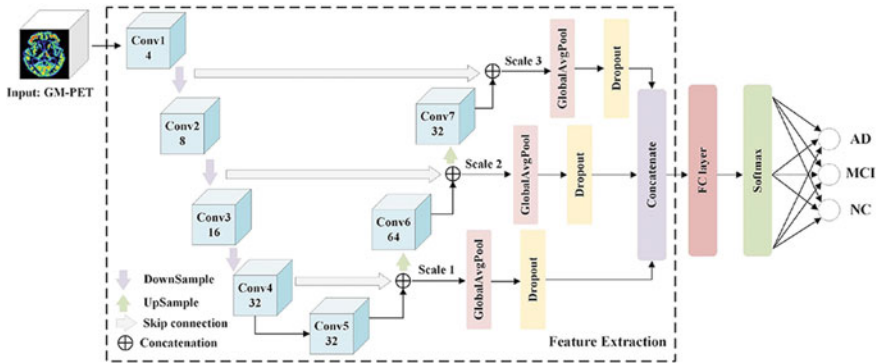 Input: GM-PET
Conv1
4
Conv2
8
Conv3
16
Conv4
32
Conv5
32
Conv6
64
Conv7
32
Scale 3
GlobalAvgPool
Dropout
Scale 2
GlobalAvgPool
Dropout
Scale 1
GlobalAvgPool
Dropout
Concatenate
FC layer
Softmax
AD
MCI
NC
DownSample
UpSample
Skip connection
Concatenation
Feature Extraction